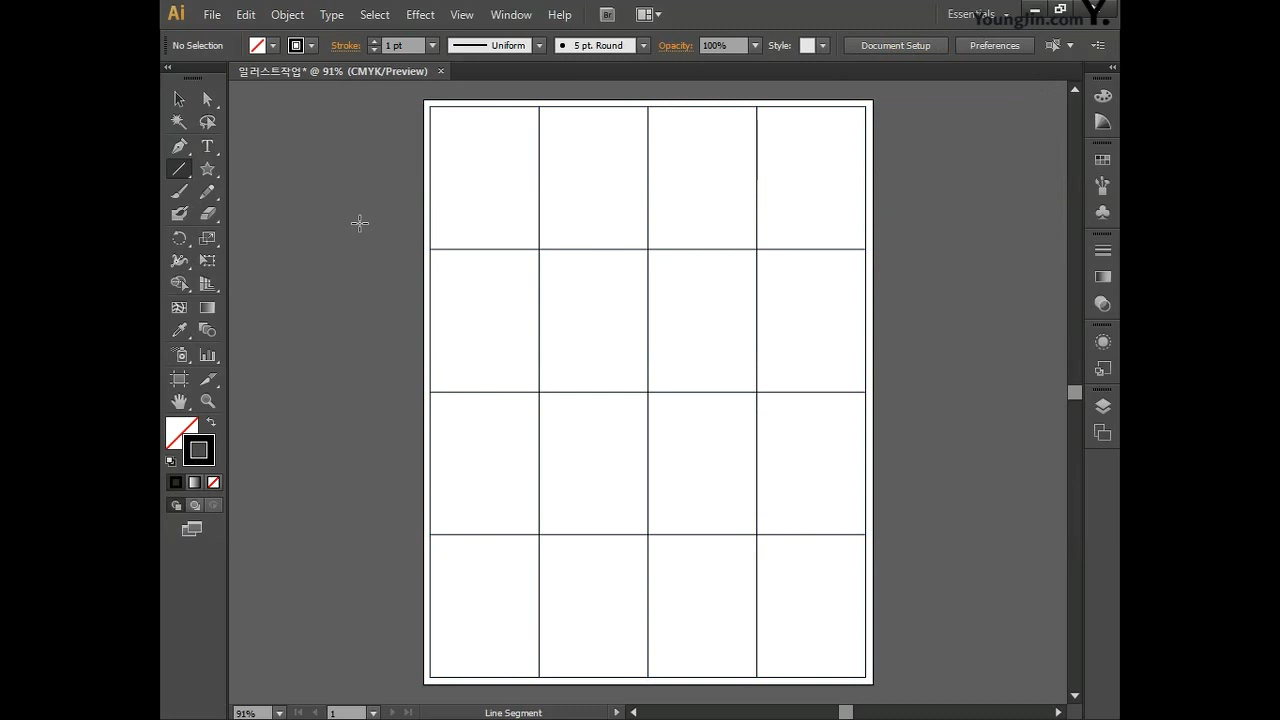 Ai File Edit Object Type Select Effect View Window Help Br Essentials
YoungJin.com Y.
No Selection Stroke: 1 pt Uniform 5 pt. Round Opacity: 100% Style: Document Setup Preferences
일러스트작업* @ 91% (CMYK/Preview) ×
T
91% 1 Line Segment